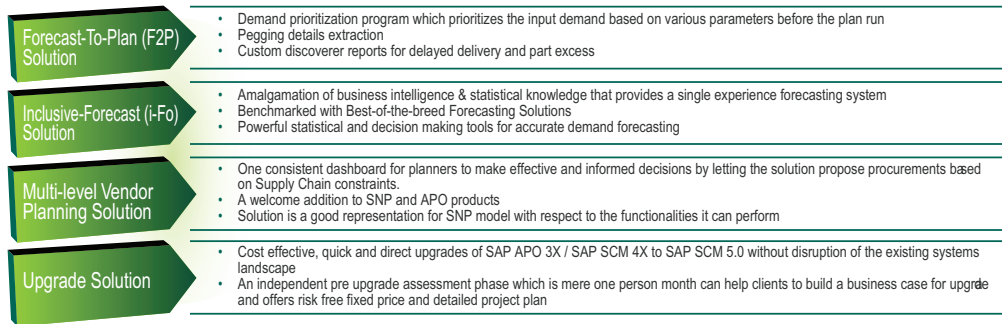 Forecast-To-Plan (F2P)
Solution
• Demand prioritization program which prioritizes the input demand based on various parameters before the plan run
• Pegging details extraction
• Custom discoverer reports for delayed delivery and part excess
Inclusive-Forecast (i-Fo)
Solution
• Amalgamation of business intelligence & statistical knowledge that provides a single experience forecasting system
• Benchmarked with Best-of-the-breed Forecasting Solutions
• Powerful statistical and decision making tools for accurate demand forecasting
Multi-level Vendor
Planning Solution
• One consistent dashboard for planners to make effective and informed decisions by letting the solution propose procurements based
on Supply Chain constraints.
• A welcome addition to SNP and APO products
• Solution is a good representation for SNP model with respect to the functionalities it can perform
Upgrade Solution
• Cost effective, quick and direct upgrades of SAP APO 3X / SAP SCM 4X to SAP SCM 5.0 without disruption of the existing systems
landscape
• An independent pre upgrade assessment phase which is mere one person month can help clients to build a business case for upgrade
and offers risk free fixed price and detailed project plan